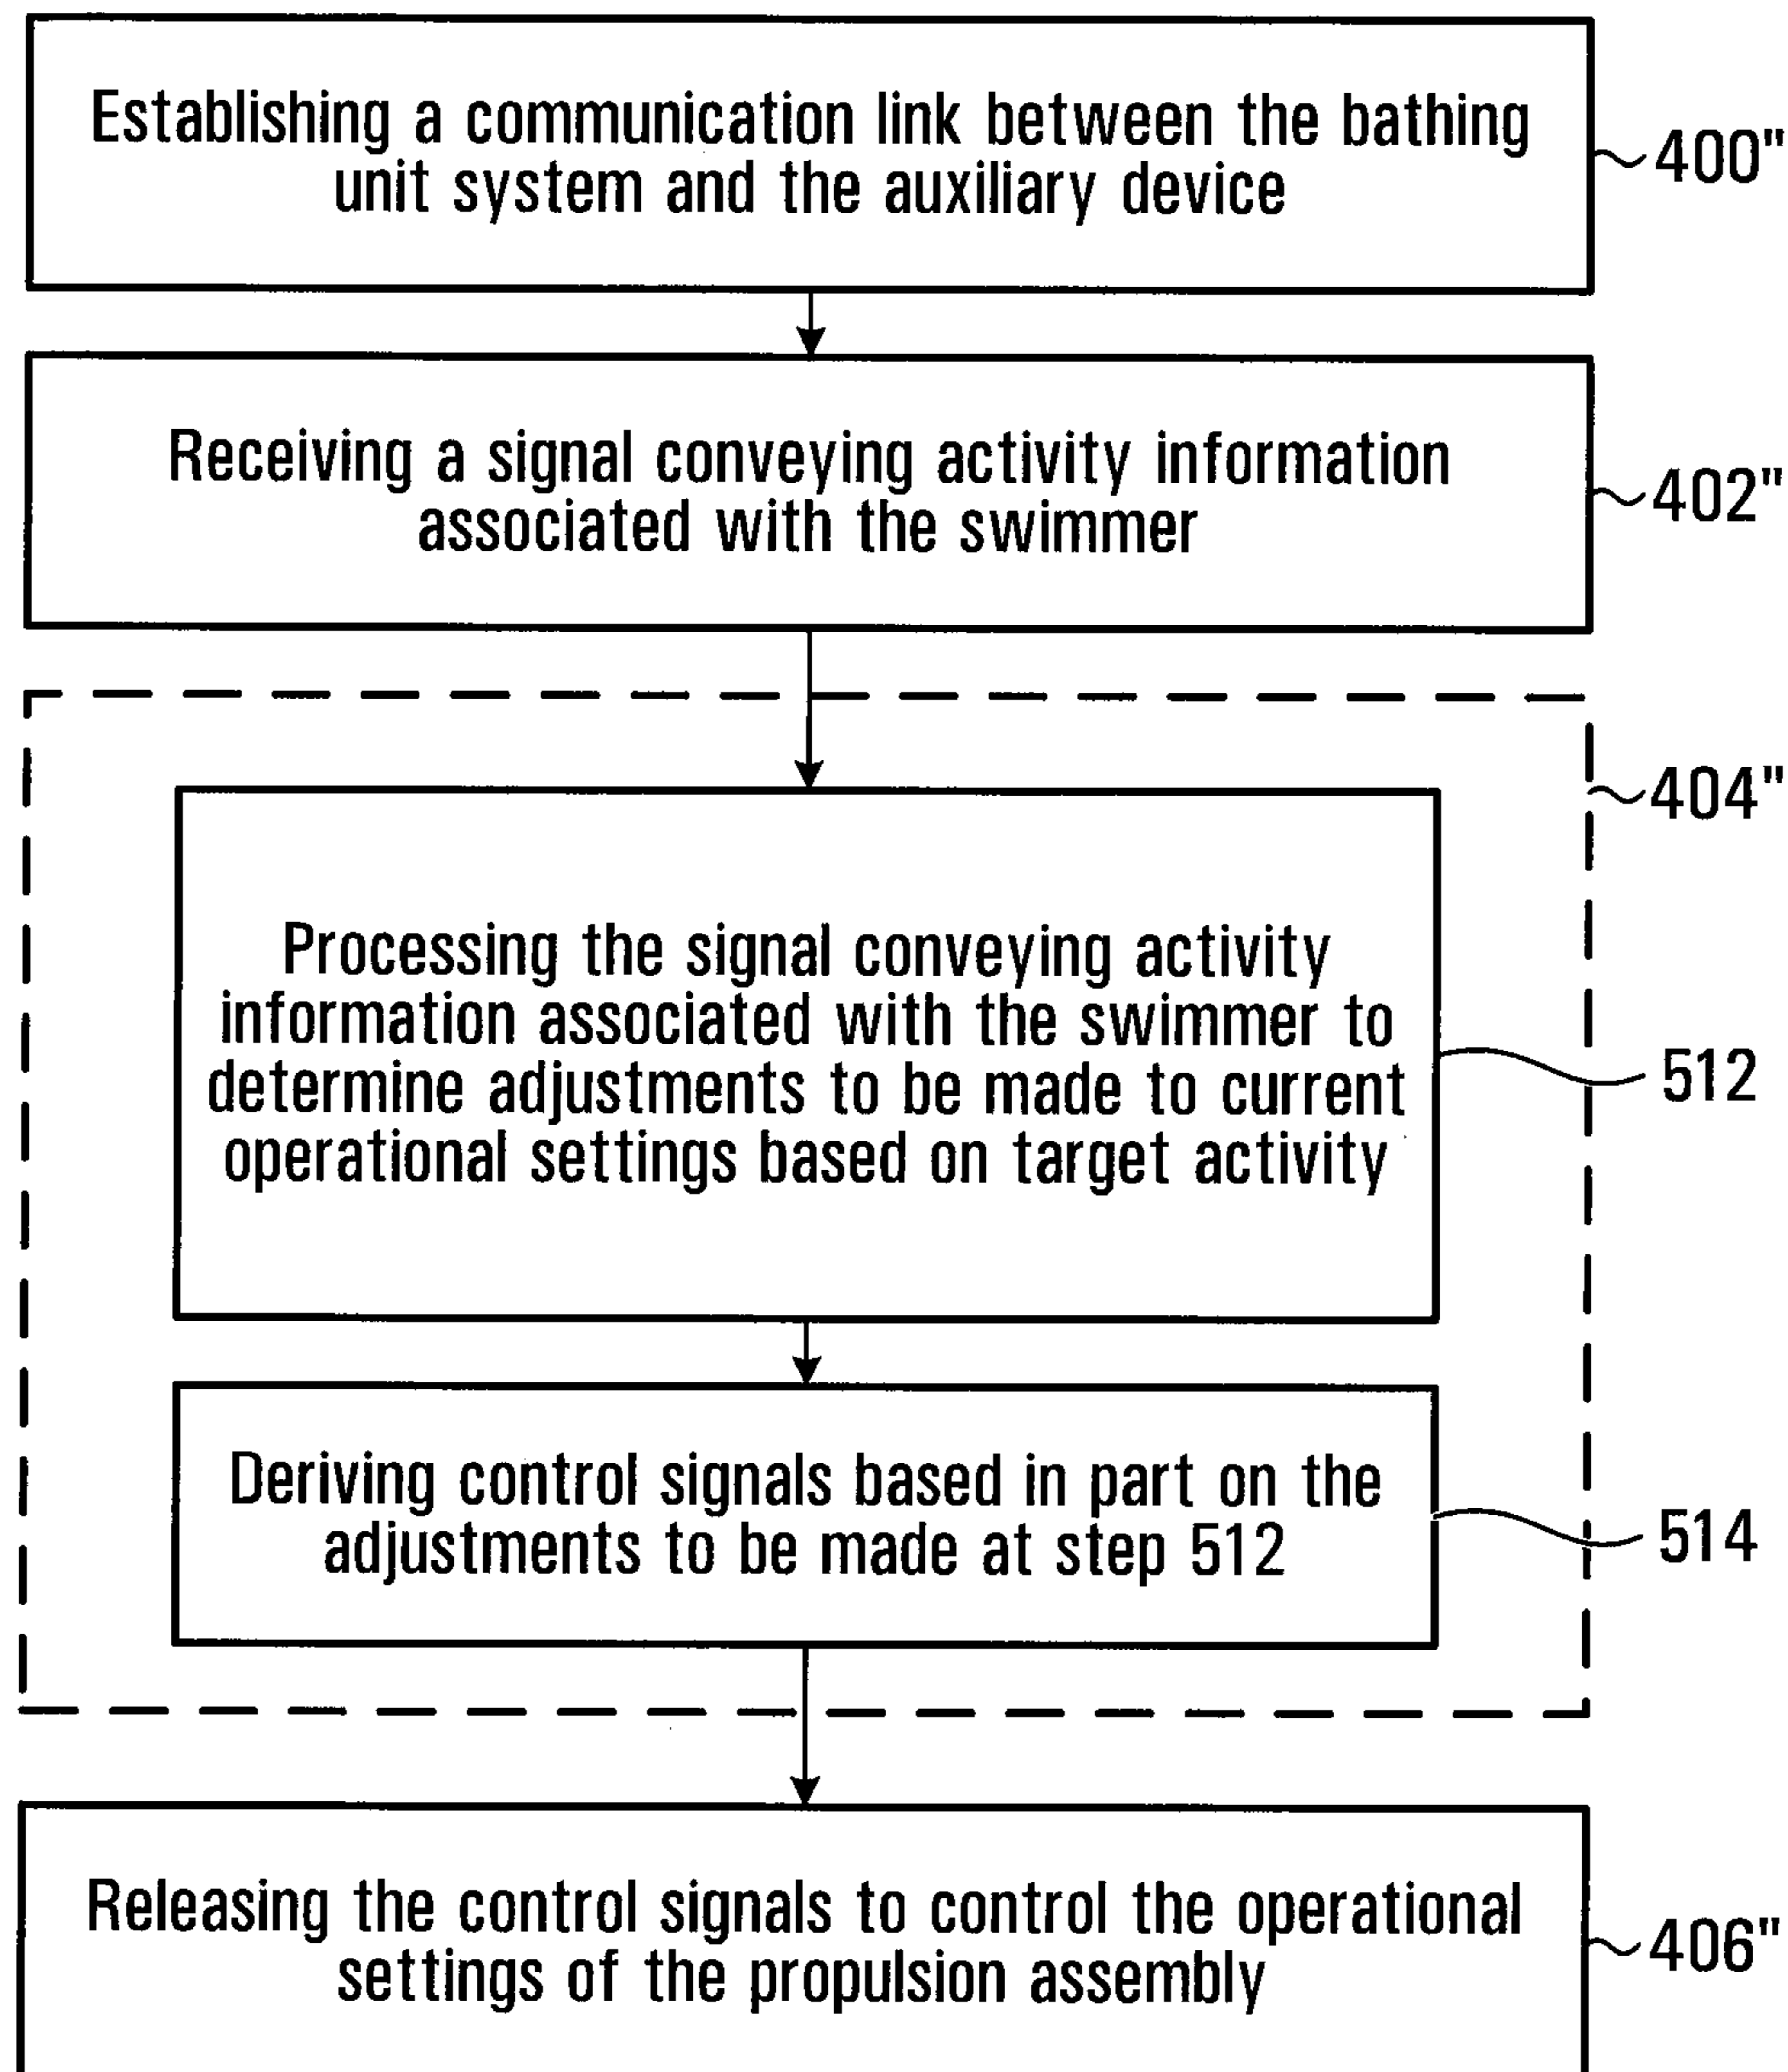 Establishing a communication link between the bathing
unit system and the auxiliary device
400"
Receiving a signal conveying activity information
associated with the swimmer
402"
404"
Processing the signal conveying activity
information associated with the swimmer to
determine adjustments to be made to current
operational settings based on target activity
512
Deriving control signals based in part on the
adjustments to be made at step 512
514
Releasing the control signals to control the operational
settings of the propulsion assembly
406"